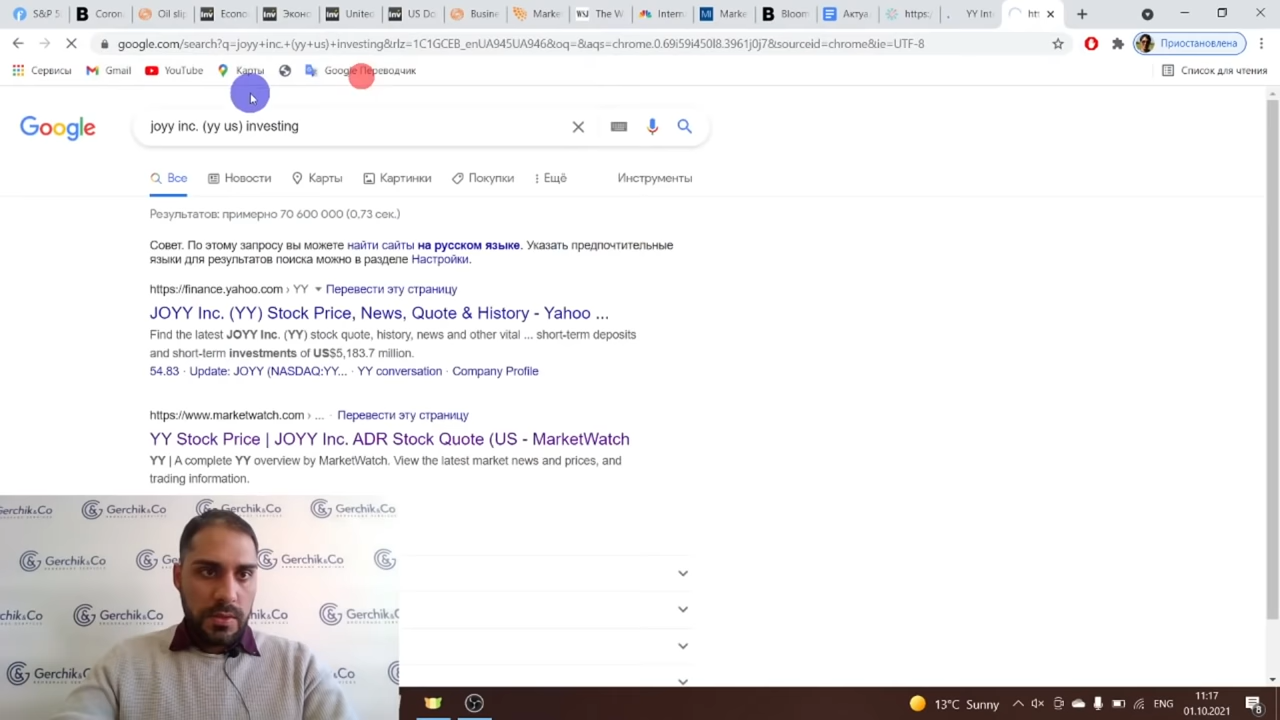 S&P 5
Coron
Oil slip
Econo
Эконо
United
US Do
Busine
Marke
The W
Intern
Marke
Bloom
Актуа
https:/
YY Int
htt
google.com/search?q=joyy+inc.+(yy+us)+investing&rlz=1C1GCEB_enUA945UA946&oq=&aqs=chrome.0.69i59i450l8.3961j0j7&sourceid=chrome&ie=UTF-8
Приостановлена
Сервисы
Gmail
YouTube
Карты
Google Переводчик
Список для чтения
Google
joyy inc. (yy us) investing
Все
Новости
Карты
Картинки
Покупки
Ещё
Инструменты
Результатов: примерно 70 600 000 (0,73 сек.)
Совет. По этому запросу вы можете найти сайты на русском языке. Указать предпочтительные
языки для результатов поиска можно в разделе Настройки.
https://finance.yahoo.com › YY ▾ Перевести эту страницу
JOYY Inc. (YY) Stock Price, News, Quote & History - Yahoo ...
Find the latest JOYY Inc. (YY) stock quote, history, news and other vital ... short-term deposits
and short-term investments of US$5,183.7 million.
54.83 · Update: JOYY (NASDAQ:YY... · YY conversation · Company Profile
https://www.marketwatch.com › ... · Перевести эту страницу
YY Stock Price | JOYY Inc. ADR Stock Quote (US - MarketWatch
YY | A complete YY overview by MarketWatch. View the latest market news and prices, and
trading information.
Gerchik&Co
13°C Sunny
ENG
11:17
01.10.2021
8